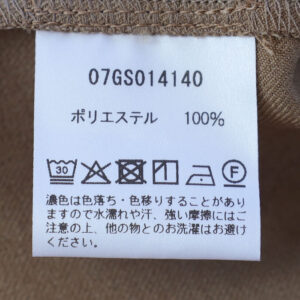 07GS014140
ポリエステル 100%
30 F
濃色は色落ち・色移りすることがあ
りますので水濡れや汗、強い摩擦にはご
注意の上、他の物とのお洗濯はお避け
ください。